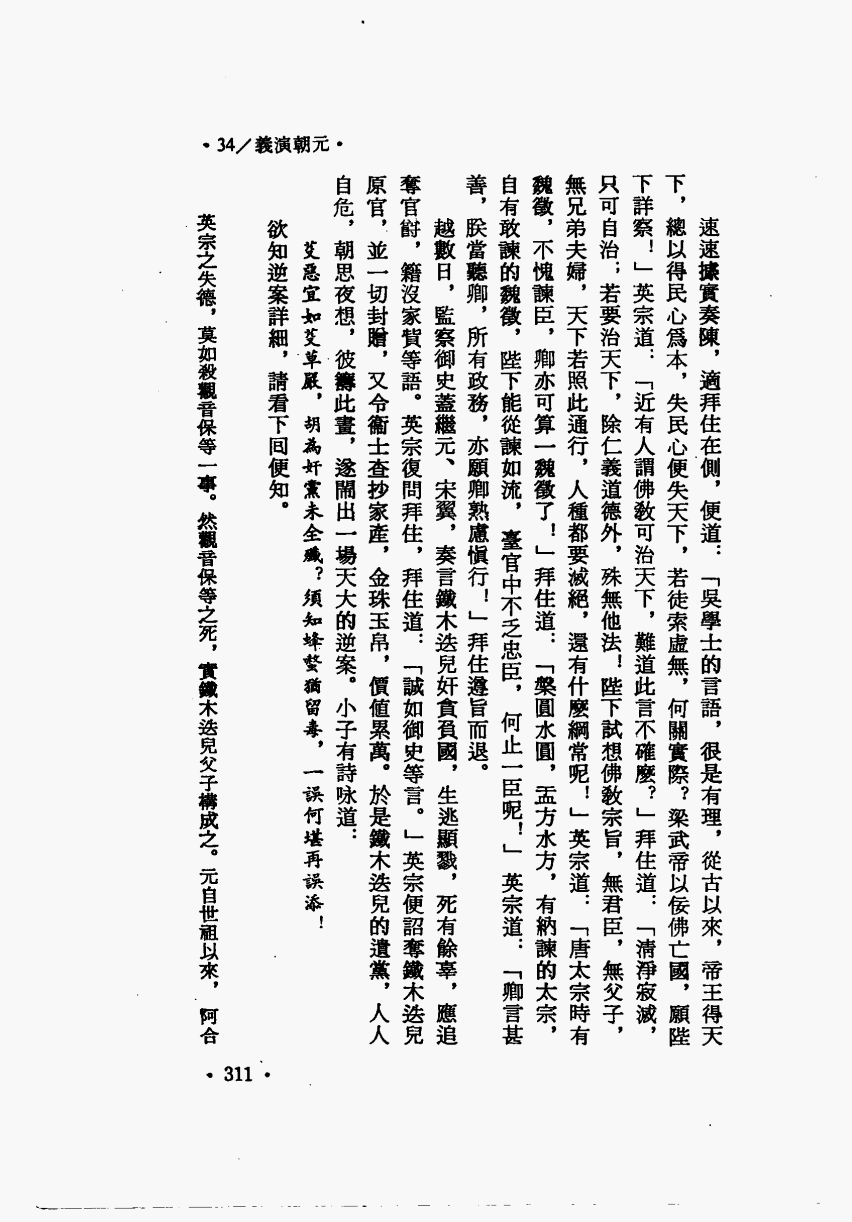 •34／義演朝元•
速速據實奏陳，適拜住在側，便道：「吳學士的言語，很是有理，從古以來，帝王得天
下，總以得民心爲本，失民心便失天下，若徒索虛無，何關實際？梁武帝以佞佛亡國，願陛
下詳察！」英宗道：「近有人謂佛敎可治天下，難道此言不確麼？」拜住道：「淸淨寂滅，
只可自治；若要治天下，除仁義道德外，殊無他法！陛下試想佛敎宗旨，無君臣，無父子，
無兄弟夫婦，天下若照此通行，人種都要滅絕，還有什麼綱常呢！」英宗道：「唐太宗時有
魏徵，不愧諫臣，卿亦可算一魏徵了！」拜住道：「槃圓水圓，盂方水方，有納諫的太宗，
自有敢諫的魏徵，陛下能從諫如流，臺官中不乏忠臣，何止一臣呢！」英宗道：「卿言甚
善，朕當聽卿，所有政務，亦願卿熟慮愼行！」拜住遵旨而退。
越數日，監察御史蓋繼元、宋翼，奏言鐵木迭兒奸貪負國，生逃顯戮，死有餘辜，應追
奪官爵，籍沒家貲等語。英宗復問拜住，拜住道：「誠如御史等言。」英宗便詔奪鐵木迭兒
原官，並一切封贈，又令衞士查抄家產，金珠玉帛，價値累萬。於是鐵木迭兒的遺黨，人人
自危，朝思夜想，彼籌此畫，遂鬧出一場天大的逆案。小子有詩咏道：
芟惡宜如芟草嚴，胡為奸黨未全殲？須知蜂螫猶留毒，一誤何堪再誤添！
欲知逆案詳細，請看下回便知。
英宗之失德，莫如殺觀音保等一事。然觀音保等之死，實鐵木迭兒父子構成之。元自世祖以來，阿合
•311•